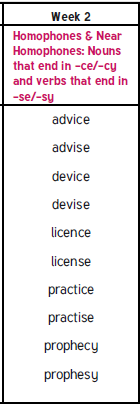 Week 2
Homophones & Near
Homophones: Nouns
that end in -ce/-cy
and verbs that end in
-se/-sy
advice
advise
device
devise
licence
license
practice
practise
prophecy
prophesy